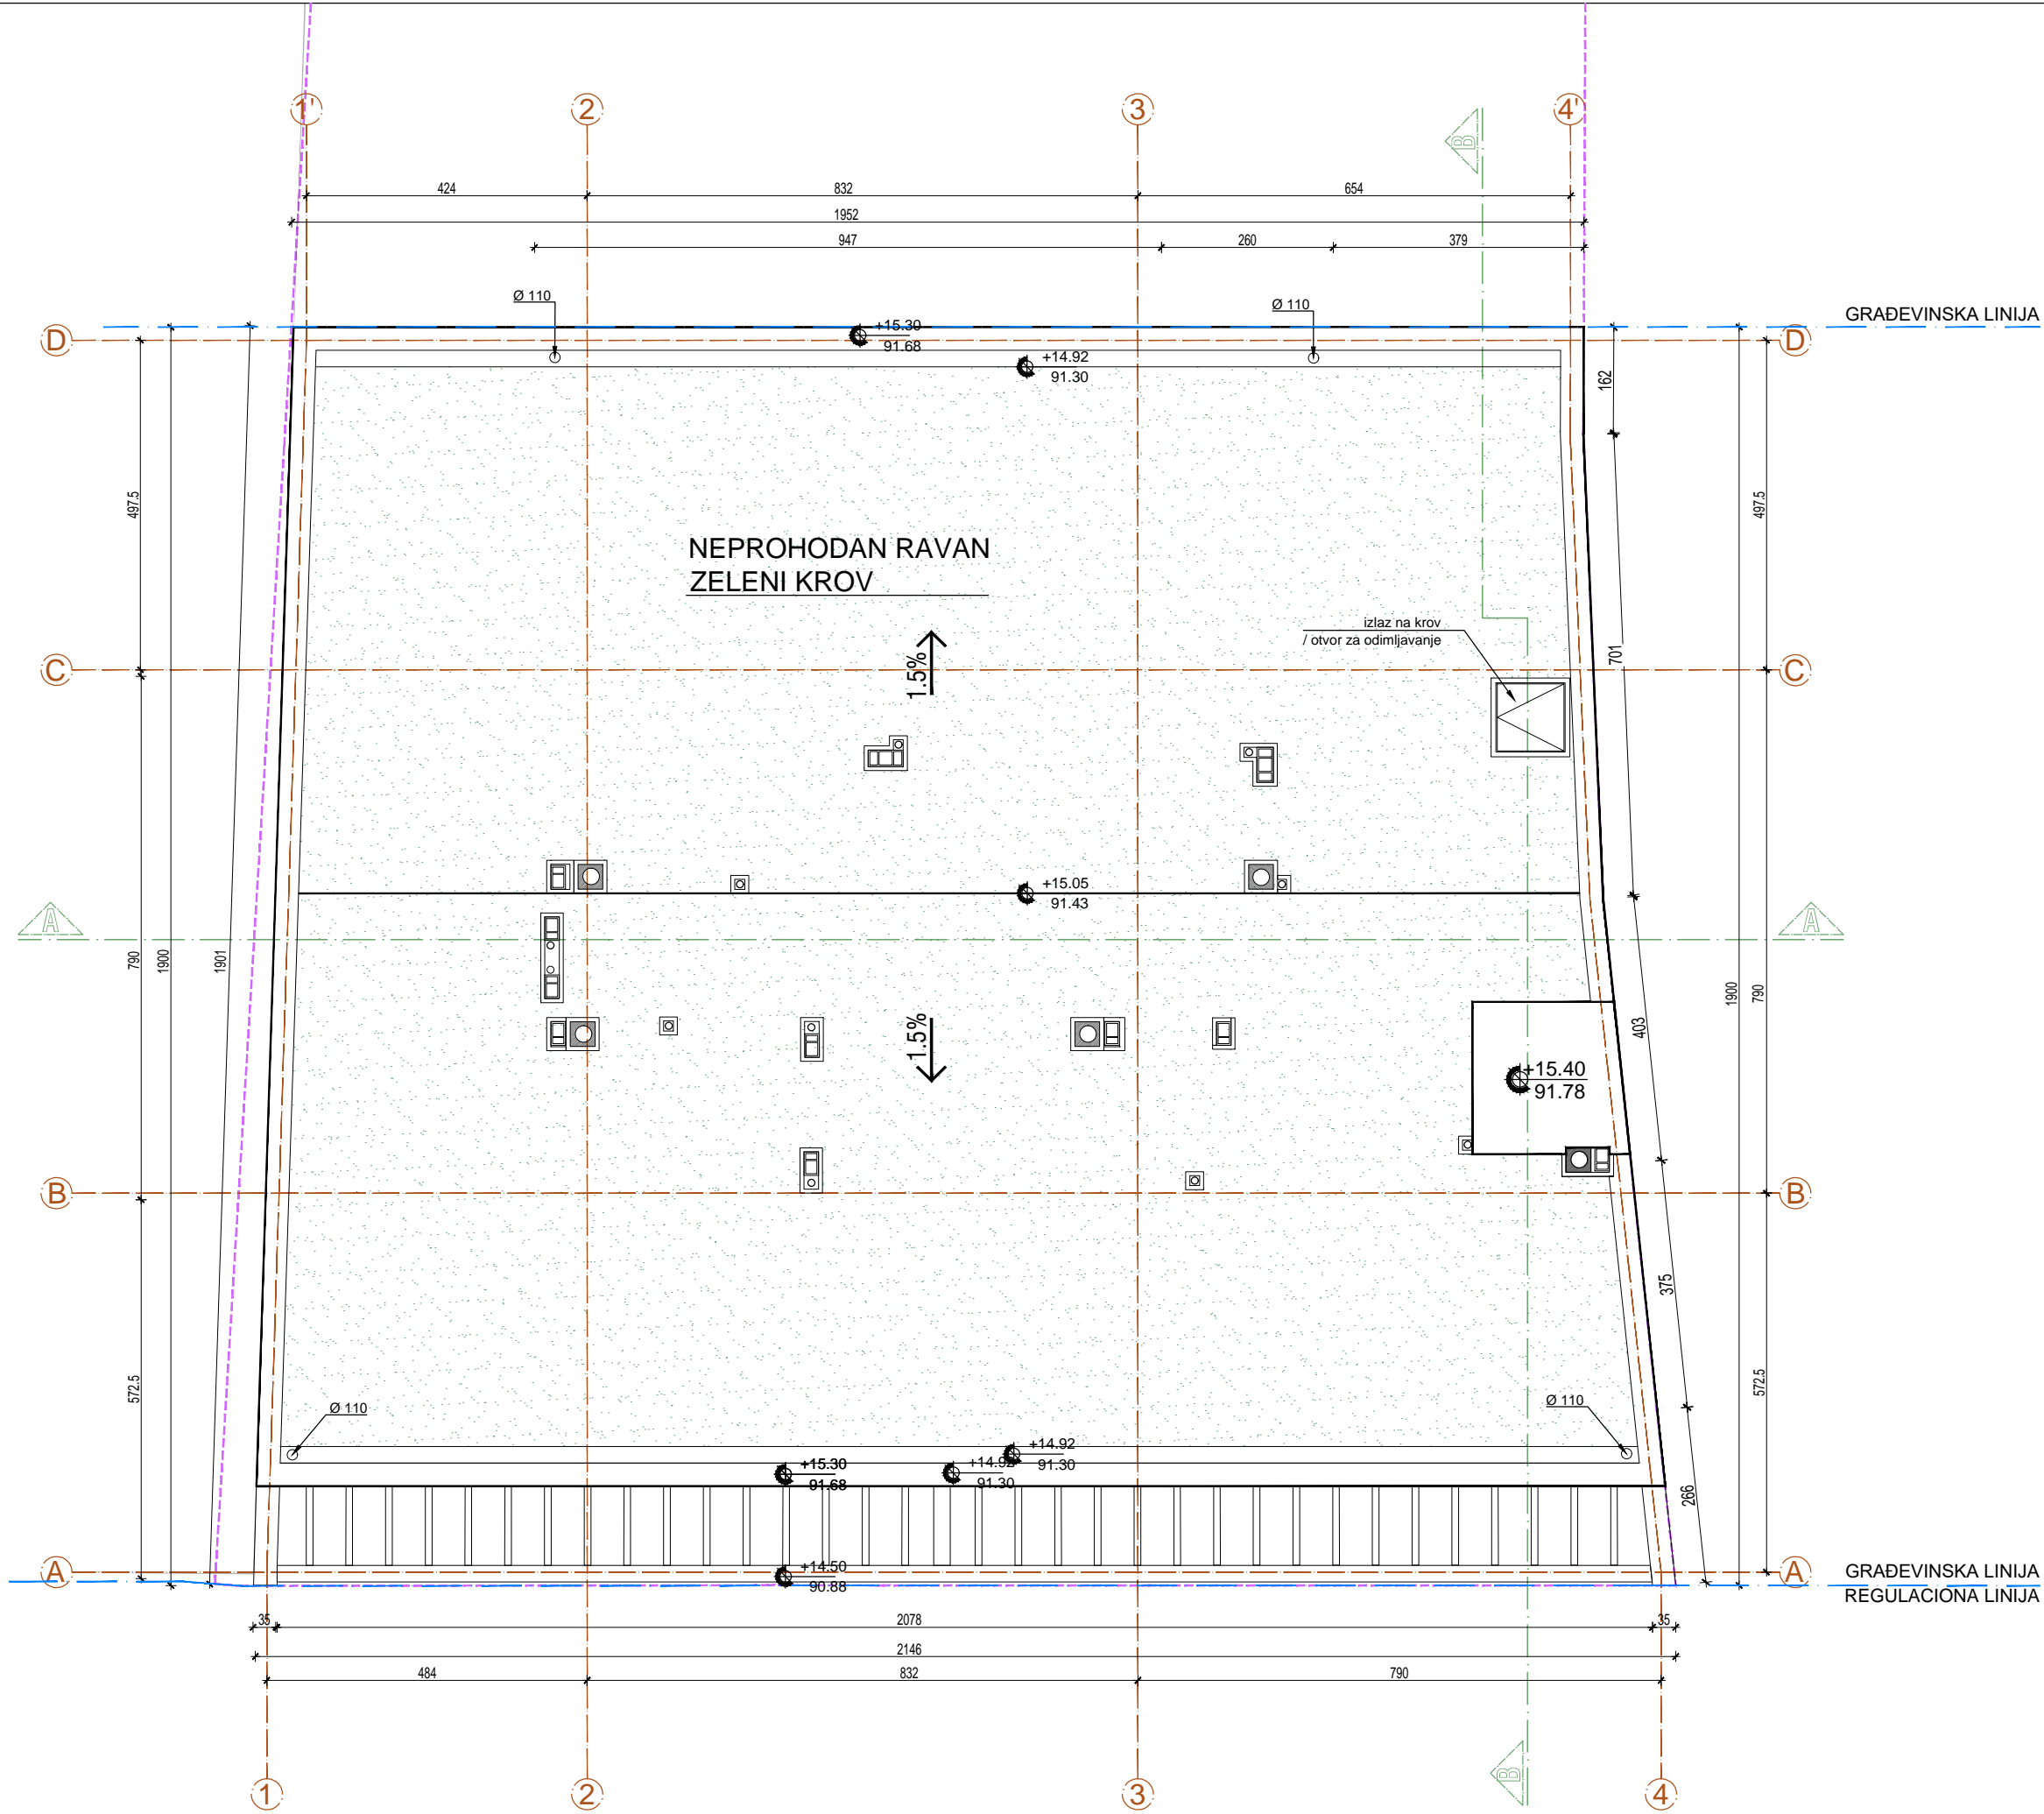 1'
2
3
4'
B
424
832
654
1952
947
260
379
Ø 110
Ø 110
GRAĐEVINSKA LINIJA
D
+15.30
91.68
D
+14.92
91.30
162
497.5
497.5
NEPROHODAN RAVAN
ZELENI KROV
izlaz na krov
/ otvor za odimljavanje
1.5%
701
C
C
+15.05
91.43
A
A
790
1900
1901
1900
790
403
1.5%
+15.40
91.78
B
B
375
572.5
572.5
Ø 110
Ø 110
+14.92
91.30
+15.30
91.68
+14.92
91.30
266
A
+14.50
90.88
A
GRAĐEVINSKA LINIJA
REGULACIONA LINIJA
35
2078
35
2146
484
832
790
B
1
2
3
4